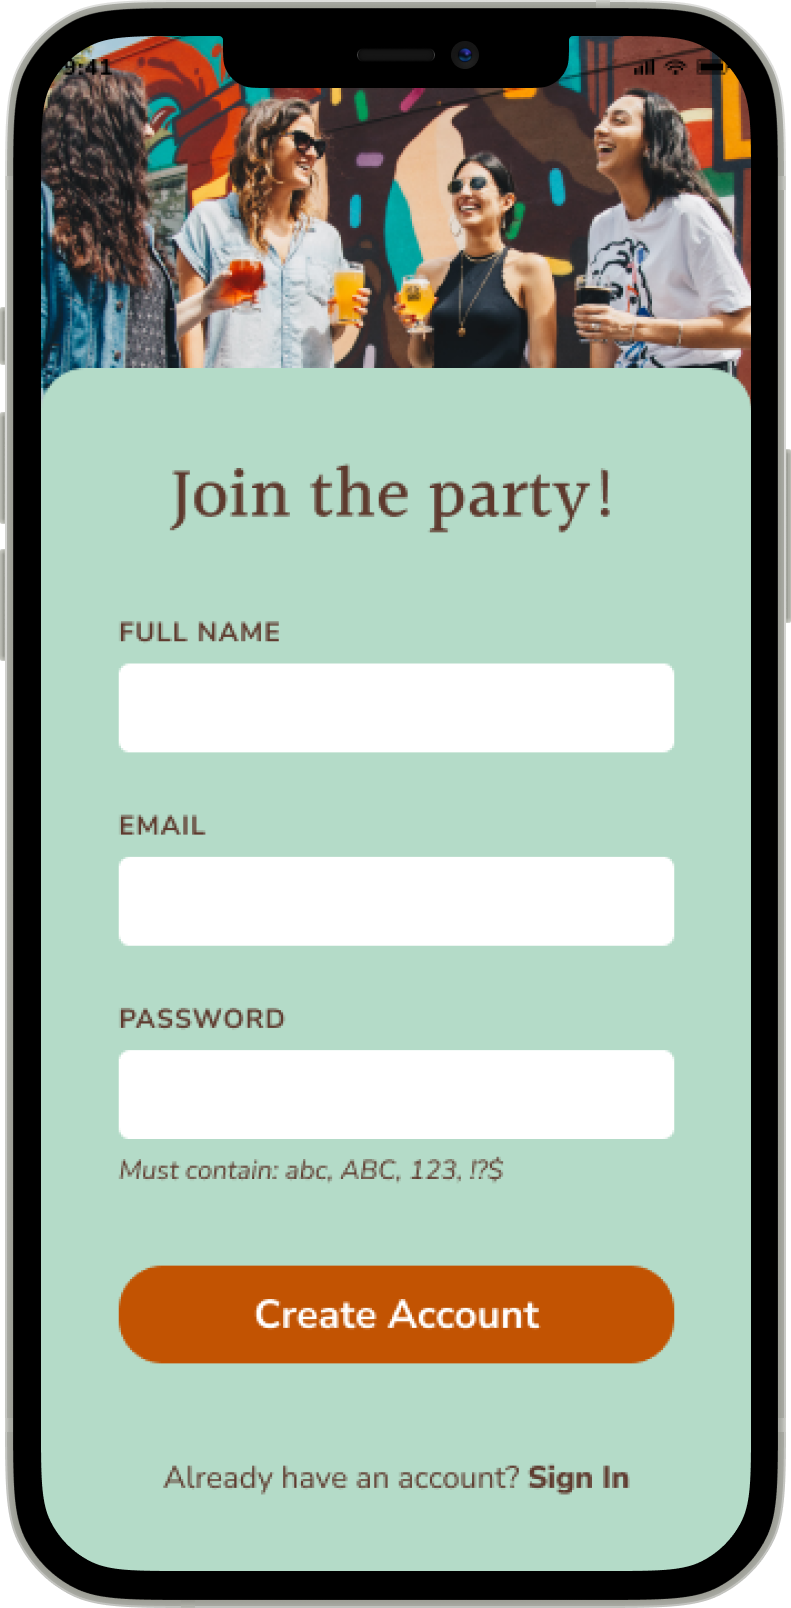 9:41
Join the party!
FULL NAME
EMAIL
PASSWORD
Must contain: abc, ABC, 123, !?$
Create Account
Already have an account? Sign In